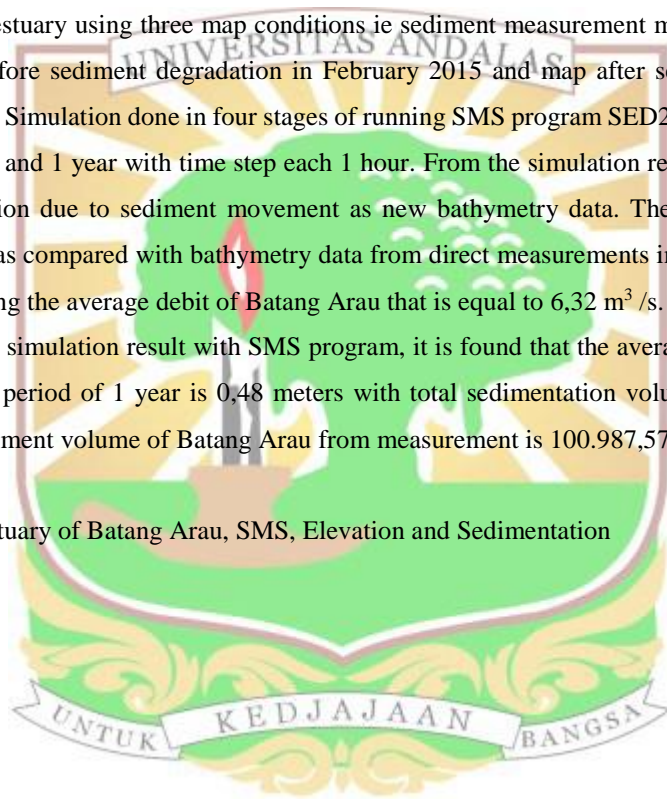 estuary using three map conditions ie sediment measurement
UNIVERSITAS ANDALAS
fore sediment degradation in February 2015 and map after
Simulation done in four stages of running SMS program
and 1 year with time step each 1 hour. From the simulation
ion due to sediment movement as new bathymetry data. The
as compared with bathymetry data from direct measurements
ng the average debit of Batang Arau that is equal to 6,32 m³ /s.
simulation result with SMS program, it is found that the
period of 1 year is 0,48 meters with total sedimentation
ment volume of Batang Arau from measurement is 100.987,57
tuary of Batang Arau, SMS, Elevation and Sedimentation
UNTUK KEDJAJAAN BANGSA